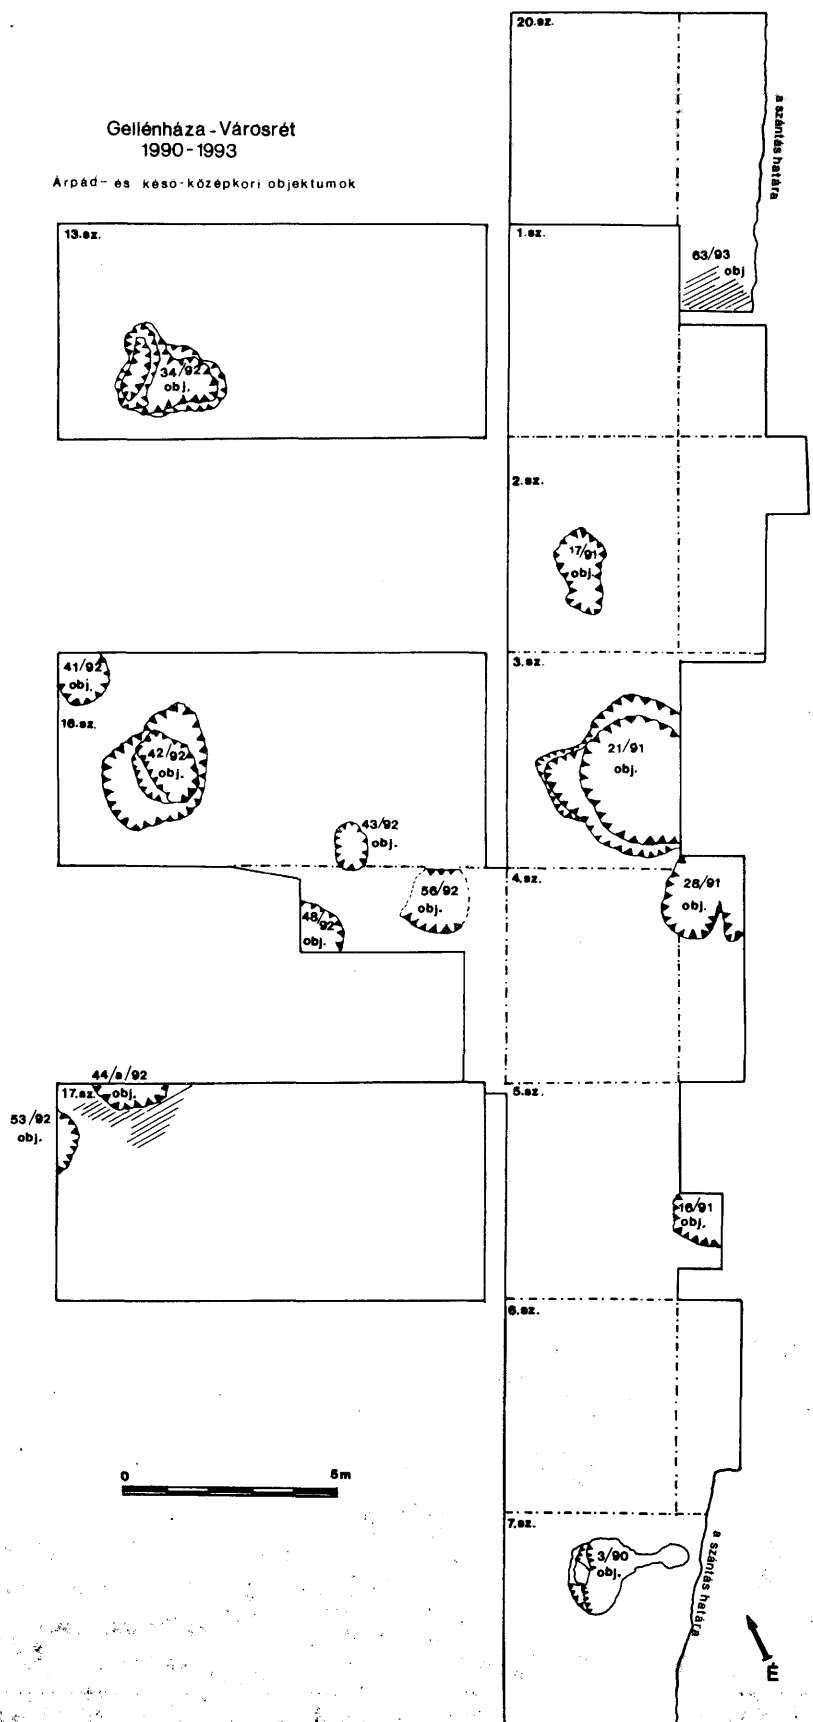 20.sz.
a szántás határa
Gellénháza - Városrét
1990-1993
Árpád- és késö-középkori objektumok
13.sz.
1.sz.
63/93
obj
34/92
obj.
2.sz.
17/91
obj.
41/92
obj.
3.sz.
16.sz.
42/92
obj.
21/91
obj.
43/92
obj.
4.sz.
56/92
obj.
26/91
obj.
48/92
obj.
44/a/92
obj.
17.sz.
5.sz.
53/92
obj.
16/91
obj.
6.sz.
0
5m
7.sz.
3/90
obj.
a szántás határa
É